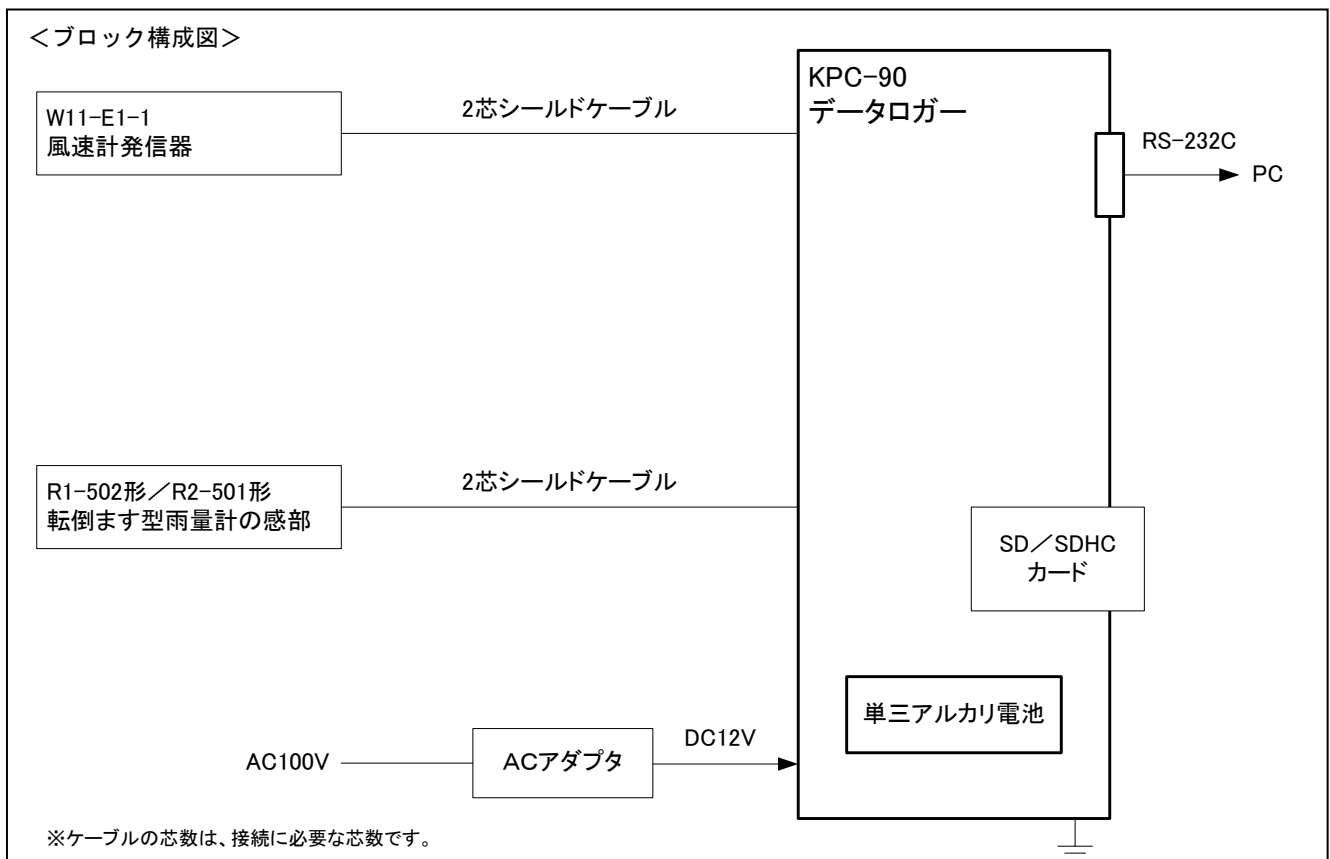 ＜ブロック構成図＞
KPC-90
データロガー
W11-E1-1
風速計発信器
2芯シールドケーブル
RS-232C
PC
R1-502形／R2-501形
転倒ます型雨量計の感部
2芯シールドケーブル
SD／SDHC
カード
単三アルカリ電池
AC100V
ACアダプタ
DC12V
※ケーブルの芯数は、接続に必要な芯数です。